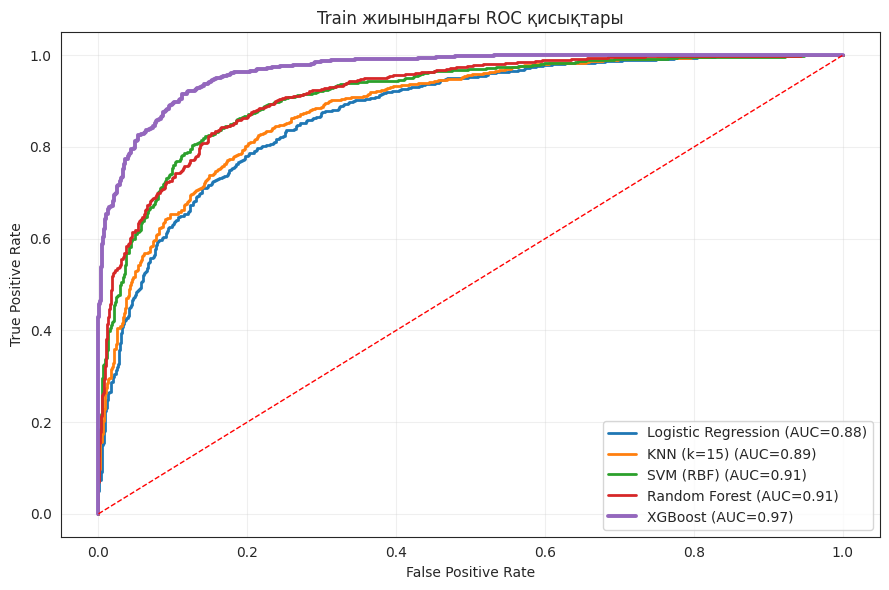 Train жиынындағы ROC қисықтары
1.0
0.8
0.6
0.4
0.2
0.0
True Positive Rate
Logistic Regression (AUC=0.88)
KNN (k=15) (AUC=0.89)
SVM (RBF) (AUC=0.91)
Random Forest (AUC=0.91)
XGBoost (AUC=0.97)
0.0 0.2 0.4 0.6 0.8 1.0
False Positive Rate